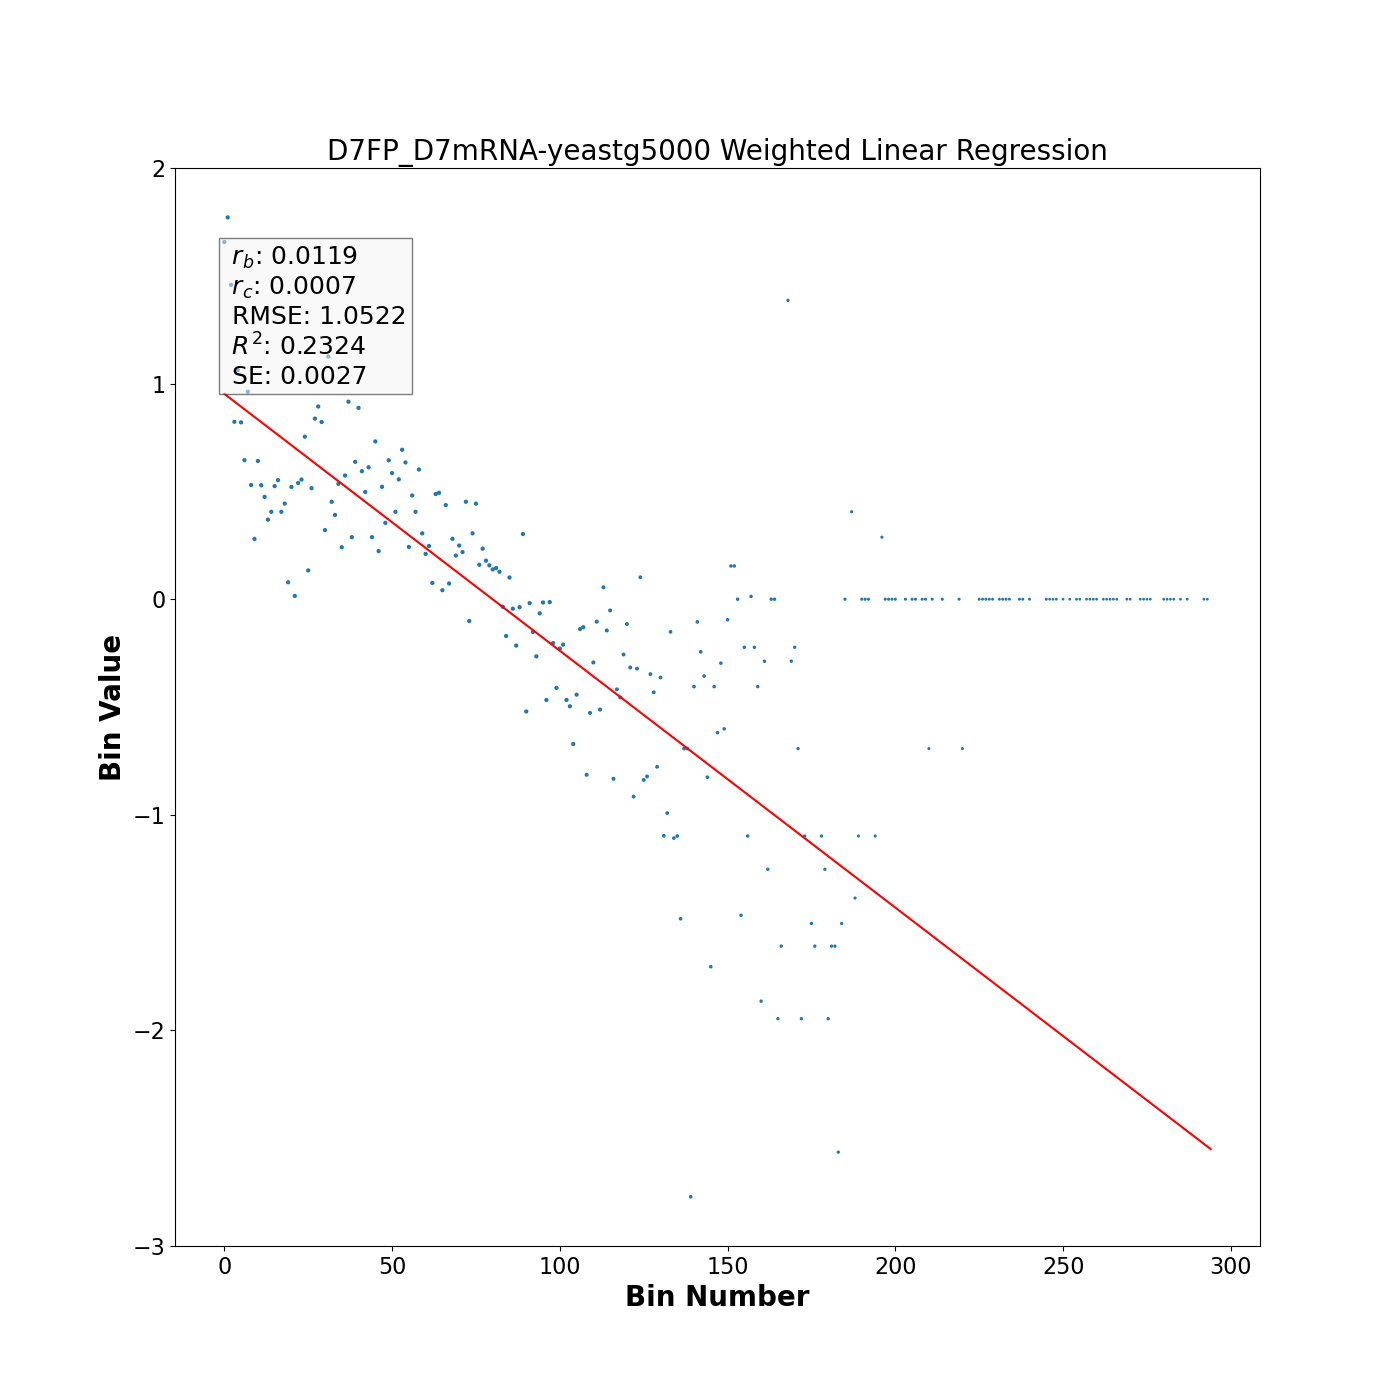 D7FP_D7mRNA-yeastg5000 Weighted Linear Regression
2
r_b: 0.0119
r_c: 0.0007
RMSE: 1.0522
R²: 0.2324
SE: 0.0027
1
0
−1
−2
−3
Bin Value
0 50 100 150 200 250 300
Bin Number